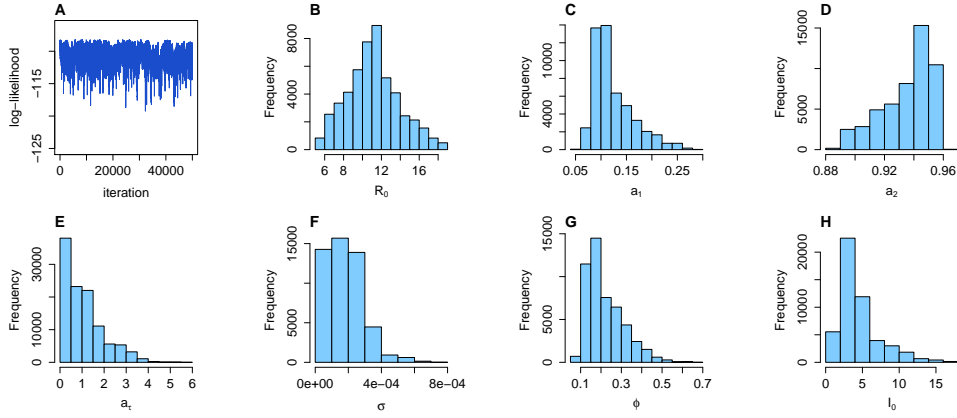 A
log−likelihood
−125
−115
0
20000
40000
iteration
B
Frequency
0
4000
8000
6
8
12
16
R0
C
Frequency
0
4000
12000
0.05
0.15
0.25
a1
D
Frequency
0
5000
15000
0.88
0.92
0.96
a2
E
Frequency
0
10000
30000
0
1
2
3
4
5
6
aτ
F
Frequency
0
5000
15000
0e+00
4e−04
8e−04
σ
G
Frequency
0
5000
15000
0.1
0.3
0.5
0.7
ϕ
H
Frequency
0
10000
20000
0
5
10
15
I0